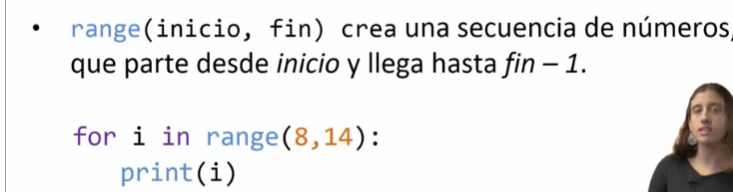 • range(inicio, fin) crea una secuencia de números,
que parte desde inicio y llega hasta fin – 1.
for i in range(8,14):
print(i)